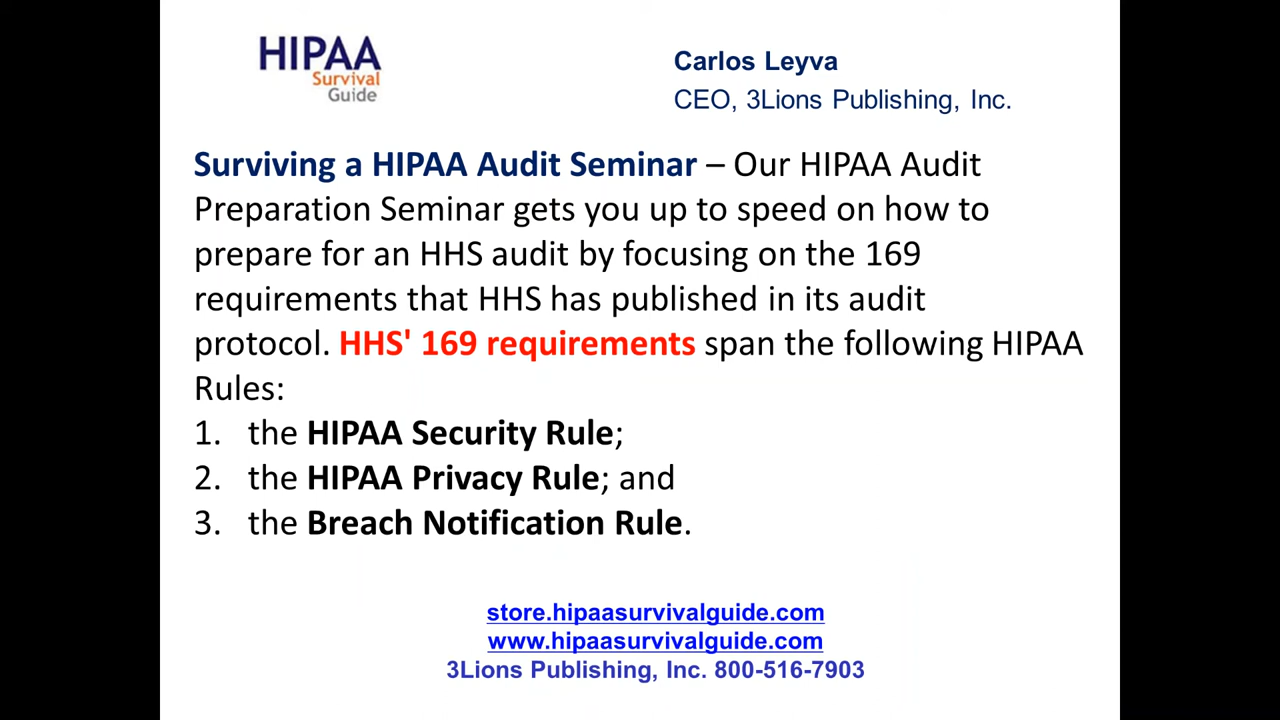 HIPAA
Survival
Guide
Carlos Leyva
CEO, 3Lions Publishing, Inc.
Surviving a HIPAA Audit Seminar – Our HIPAA Audit
Preparation Seminar gets you up to speed on how to
prepare for an HHS audit by focusing on the 169
requirements that HHS has published in its audit
protocol. HHS' 169 requirements span the following HIPAA
Rules:
1. the HIPAA Security Rule;
2. the HIPAA Privacy Rule; and
3. the Breach Notification Rule.
store.hipaasurvivalguide.com
www.hipaasurvivalguide.com
3Lions Publishing, Inc. 800-516-7903